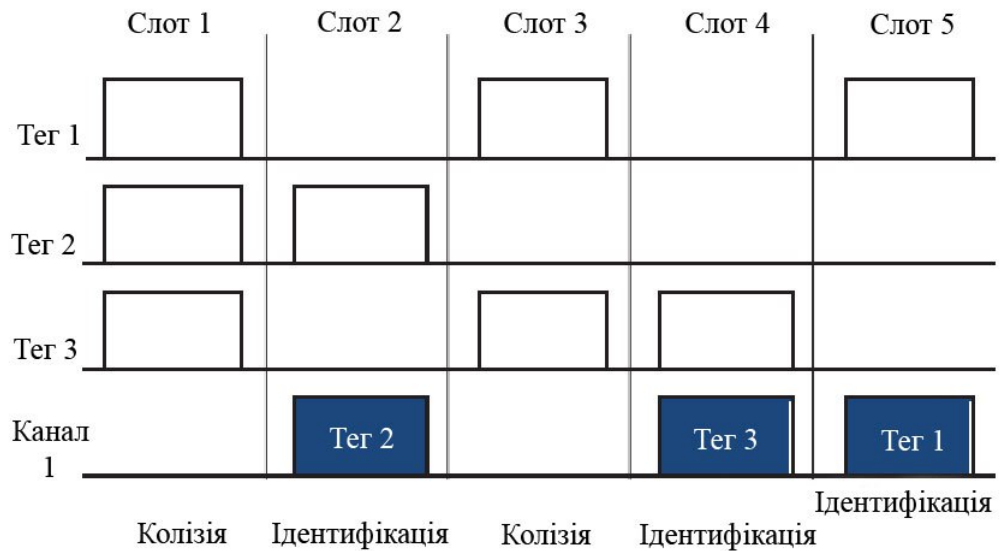 Слот 1 Слот 2 Слот 3 Слот 4 Слот 5
Тег 1
Тег 2
Тег 3
Канал
1
Тег 2 Тег 3 Тег 1
Колізія Ідентифікація Колізія Ідентифікація Ідентифікація